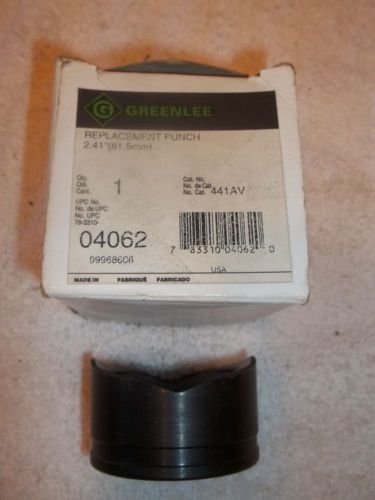 G GREENLEE
REPLACEMENT PUNCH
2.41"(61.5mm)
Qty.
Qté.
Cant.
1
Cat. No.
No. de Cat.
No. Cat.
441AV
UPC No.
No. de UPC
No. UPC
78-3310-
04062
99968606
7 83310 04062 0
USA
MADE IN FABRIQUÉ FABRICADO